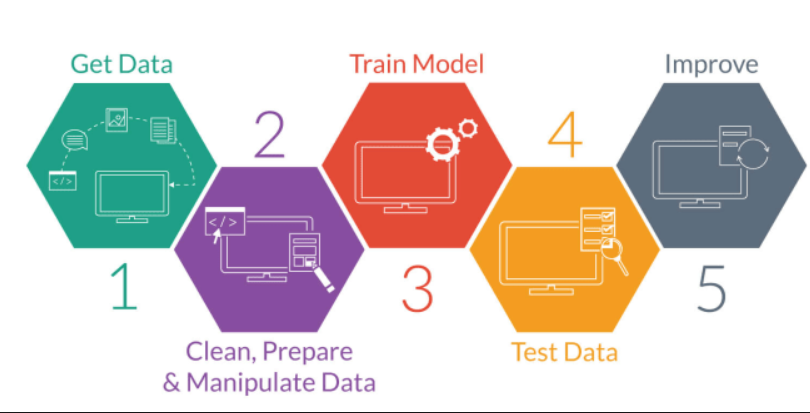 Get Data
1
</>
2
</>
Clean, Prepare
& Manipulate Data
Train Model
3
4
Test Data
Improve
5